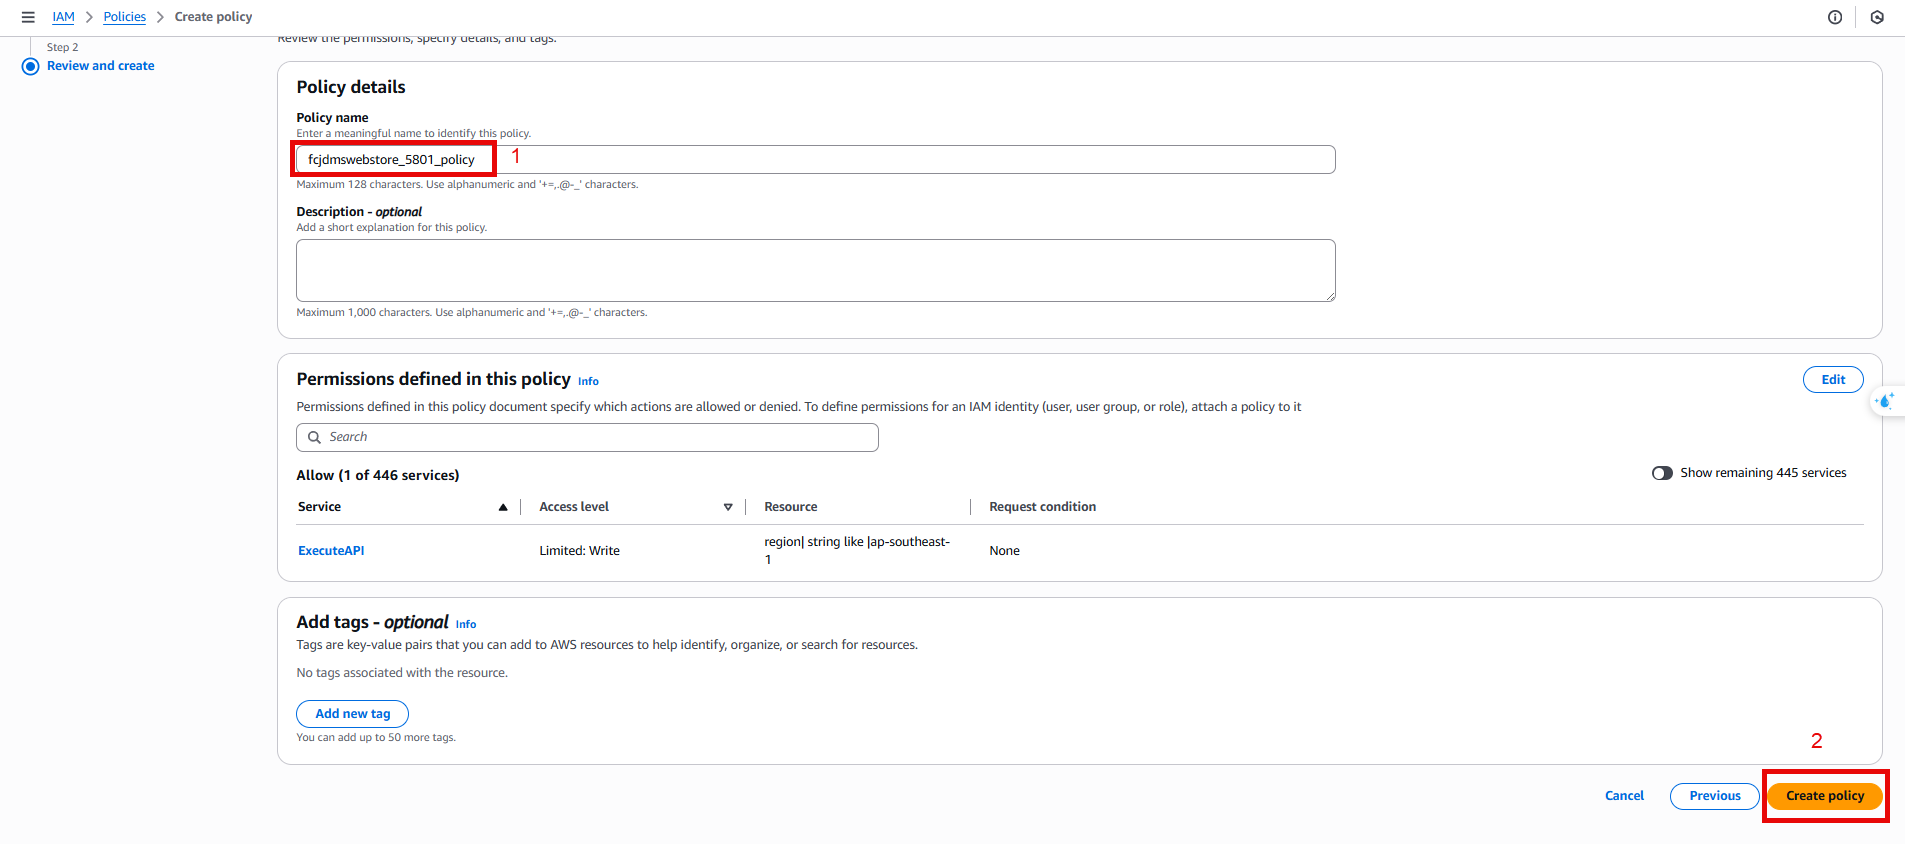 IAM > Policies > Create policy
Step 2
Review and create
Review the permissions, specify details, and tags.
Policy details
Policy name
Enter a meaningful name to identify this policy.
fcjdmswebstore_5801_policy
1
Maximum 128 characters. Use alphanumeric and '+=,.@-_' characters.
Description - optional
Add a short explanation for this policy.
Maximum 1,000 characters. Use alphanumeric and '+=,.@-_' characters.
Permissions defined in this policy Info
Edit
Permissions defined in this policy document specify which actions are allowed or denied. To define permissions for an IAM identity (user, user group, or role), attach a policy to it
Search
Allow (1 of 446 services)
Show remaining 445 services
Service Access level Resource Request condition
ExecuteAPI Limited: Write region| string like |ap-southeast-
1 None
Add tags - optional Info
Tags are key-value pairs that you can add to AWS resources to help identify, organize, or search for resources.
No tags associated with the resource.
Add new tag
You can add up to 50 more tags.
2
Cancel Previous Create policy